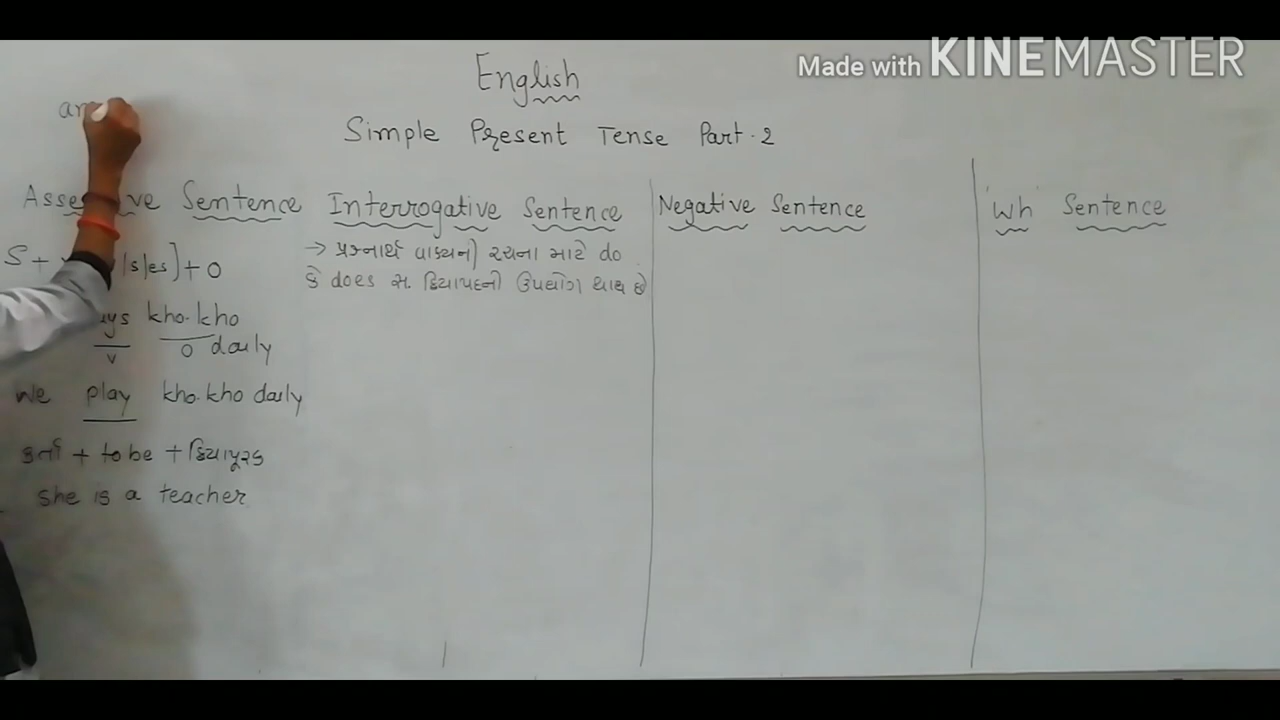 Made with KINEMASTER
English
Simple Present Tense Part-2
Sentence
S +
/s/es] + O
kho-kho
v
O daily
We play kho-kho daily
કર્તા + to be + ક્રિયાપૂરક
she is a teacher
Interrogative Sentence
→ પ્રશ્નાર્થ વાક્યની રચના માટે do
કે does સ. ક્રિયાપદની ઉપયોગ થાય છે
Negative Sentence
'Wh' Sentence